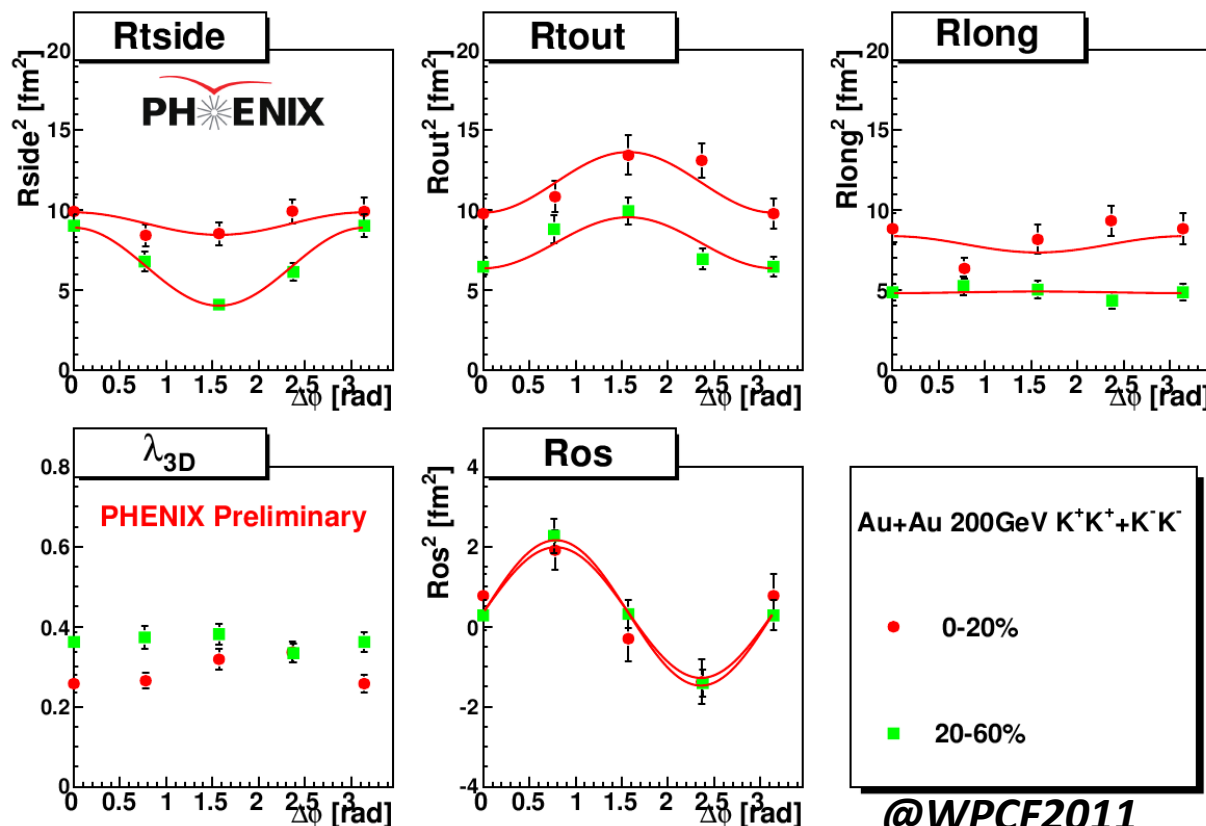 Rtside
Rside² [fm²]
20
15
10
5
0
PHENIX
0 0.5 1 1.5 2 2.5 3
Δφ [rad]
Rtout
Rout² [fm²]
20
15
10
5
0
0 0.5 1 1.5 2 2.5 3
Δφ [rad]
Rlong
Rlong² [fm²]
20
15
10
5
0
0 0.5 1 1.5 2 2.5 3
Δφ [rad]
λ3D
0.8
0.6
0.4
0.2
0
PHENIX Preliminary
0 0.5 1 1.5 2 2.5 3
Δφ [rad]
Ros
Ros² [fm²]
4
2
0
-2
-4
0 0.5 1 1.5 2 2.5 3
Δφ [rad]
Au+Au 200GeV K⁺K⁺+K⁻K⁻
0-20%
20-60%
@WPCF2011